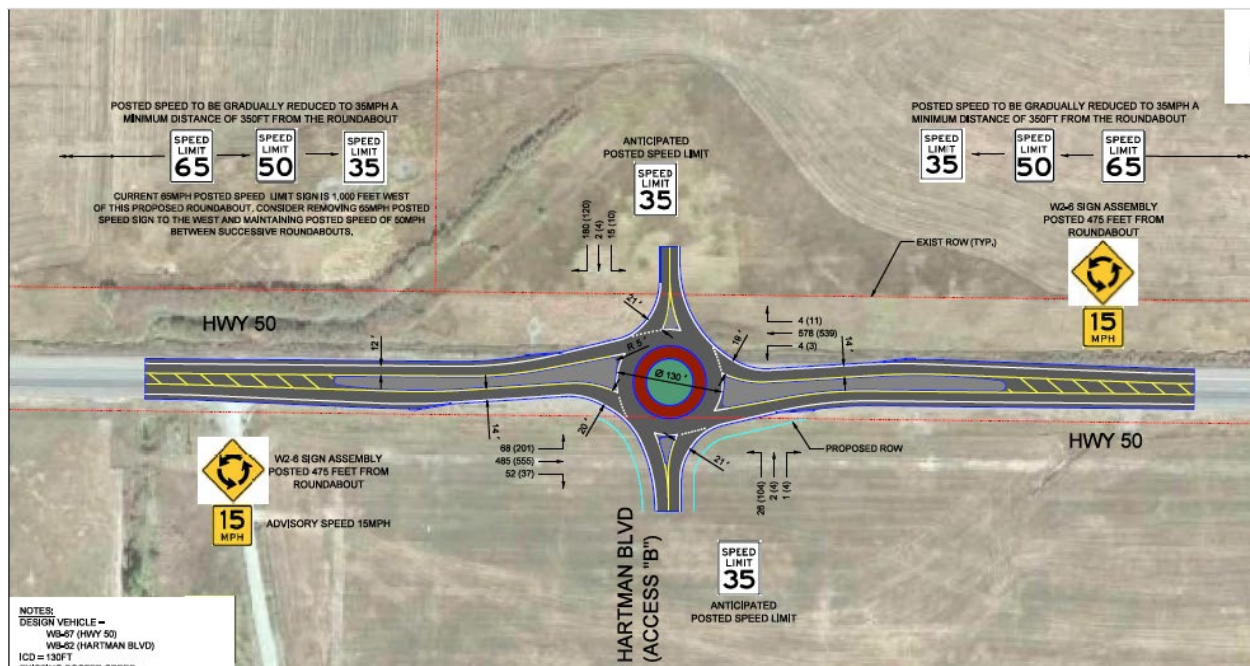 POSTED SPEED TO BE GRADUALLY REDUCED TO 35MPH A
MINIMUM DISTANCE OF 350FT FROM THE ROUNDABOUT
SPEED
LIMIT
65
SPEED
LIMIT
50
SPEED
LIMIT
35
CURRENT 65MPH POSTED SPEED LIMIT SIGN IS 1,000 FEET WEST
OF THIS PROPOSED ROUNDABOUT. CONSIDER REMOVING 65MPH POSTED
SPEED SIGN TO THE WEST AND MAINTAINING POSTED SPEED OF 50MPH
BETWEEN SUCCESSIVE ROUNDABOUTS.
ANTICIPATED
POSTED SPEED LIMIT
SPEED
LIMIT
35
POSTED SPEED TO BE GRADUALLY REDUCED TO 35MPH A
MINIMUM DISTANCE OF 350FT FROM THE ROUNDABOUT
SPEED
LIMIT
35
SPEED
LIMIT
50
SPEED
LIMIT
65
W2-6 SIGN ASSEMBLY
POSTED 475 FEET FROM
ROUNDABOUT
15
MPH
EXIST ROW (TYP.)
180 (120)
2 (4)
15 (10)
4 (11)
578 (539)
4 (3)
HWY 50
21'
R 5'
19'
12'
14'
Ø 130 '
14'
20'
21'
68 (201)
485 (555)
52 (37)
26 (104)
2 (4)
1 (4)
PROPOSED ROW
HWY 50
W2-6 SIGN ASSEMBLY
POSTED 475 FEET FROM
ROUNDABOUT
15
MPH
ADVISORY SPEED 15MPH
HARTMAN BLVD
(ACCESS "B")
SPEED
LIMIT
35
ANTICIPATED
POSTED SPEED LIMIT
NOTES:
DESIGN VEHICLE =
WB-67 (HWY 50)
WB-62 (HARTMAN BLVD)
ICD = 130FT